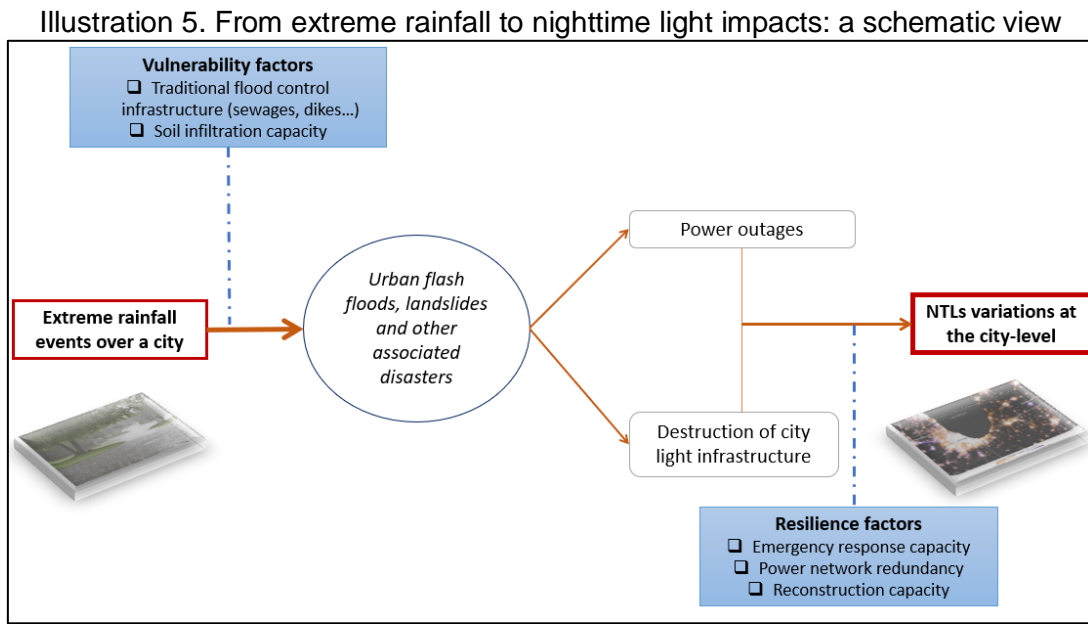 Illustration 5. From extreme rainfall to nighttime light impacts: a schematic view
Vulnerability factors
❑ Traditional flood control
infrastructure (sewages, dikes…)
❑ Soil infiltration capacity
Extreme rainfall
events over a city
Urban flash
floods, landslides
and other
associated
disasters
Power outages
Destruction of city
light infrastructure
NTLs variations at
the city-level
Resilience factors
❑ Emergency response capacity
❑ Power network redundancy
❑ Reconstruction capacity